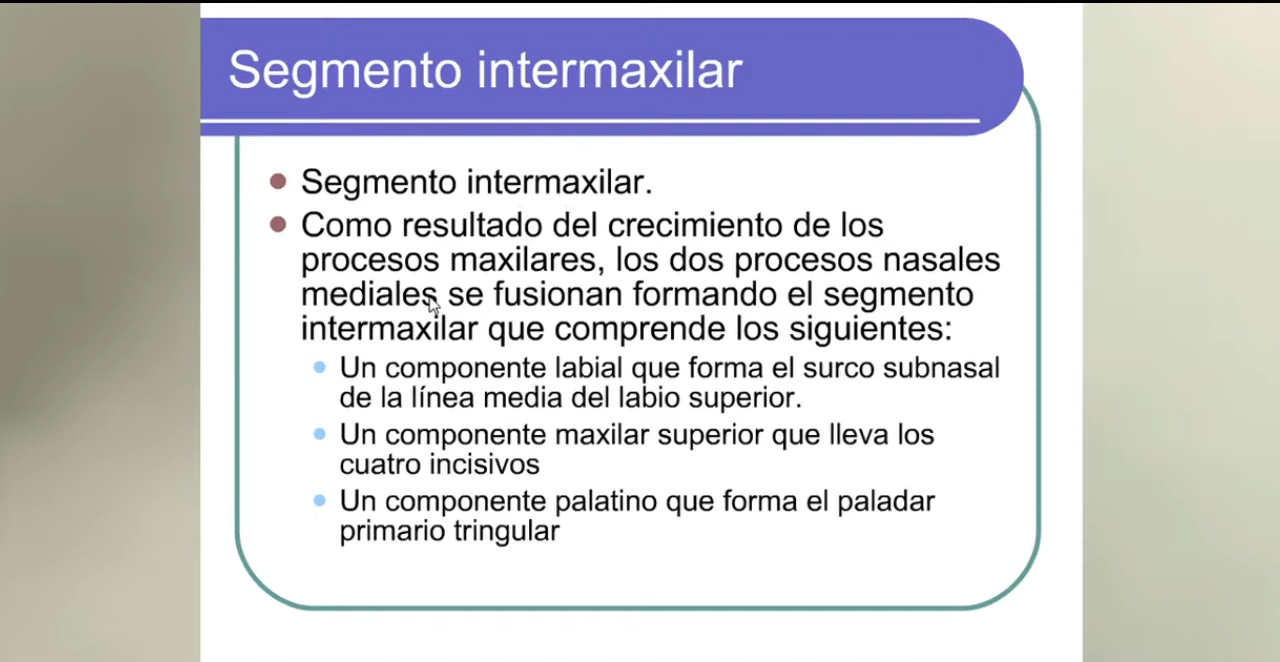 Segmento intermaxilar
Segmento intermaxilar.
Como resultado del crecimiento de los
procesos maxilares, los dos procesos nasales
mediales se fusionan formando el segmento
intermaxilar que comprende los siguientes:
Un componente labial que forma el surco subnasal
de la línea media del labio superior.
Un componente maxilar superior que lleva los
cuatro incisivos
Un componente palatino que forma el paladar
primario tringular